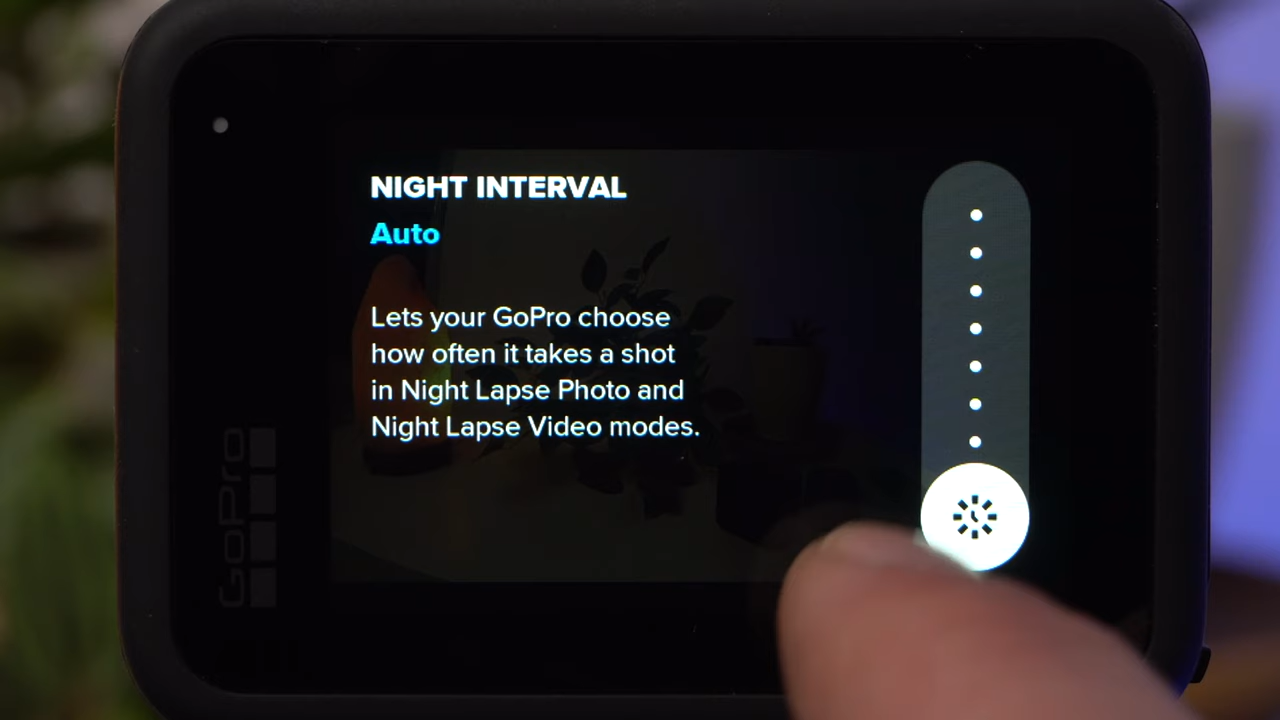 NIGHT INTERVAL
Auto
Lets your GoPro choose
how often it takes a shot
in Night Lapse Photo and
Night Lapse Video modes.
GoPro